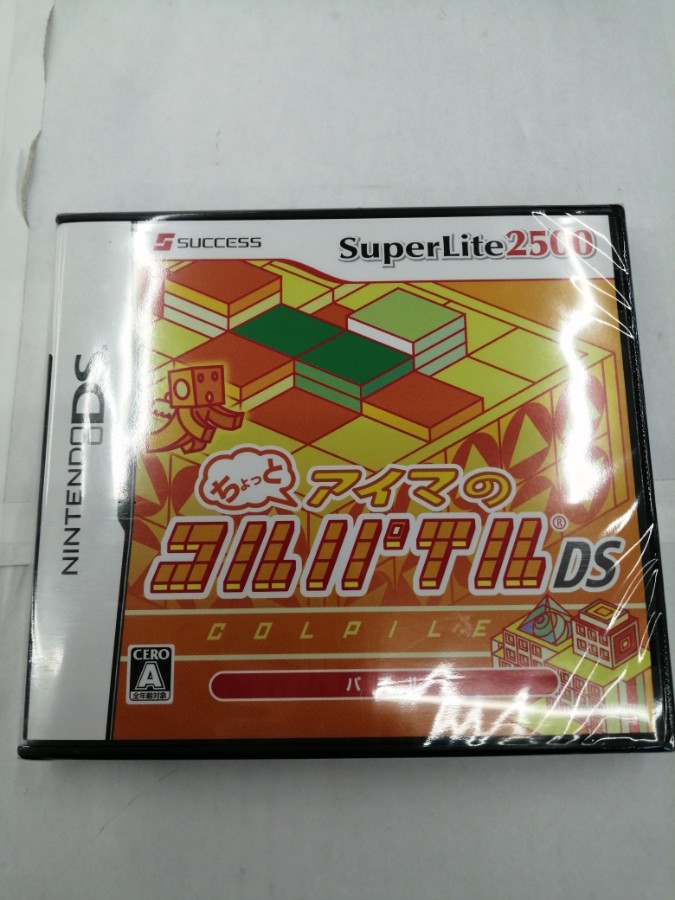 SUCCESS
SuperLite2500
NINTENDO DS
ちょっと アイマの
コルパイル® DS
COLPILE
CERO
A
全年齢対象